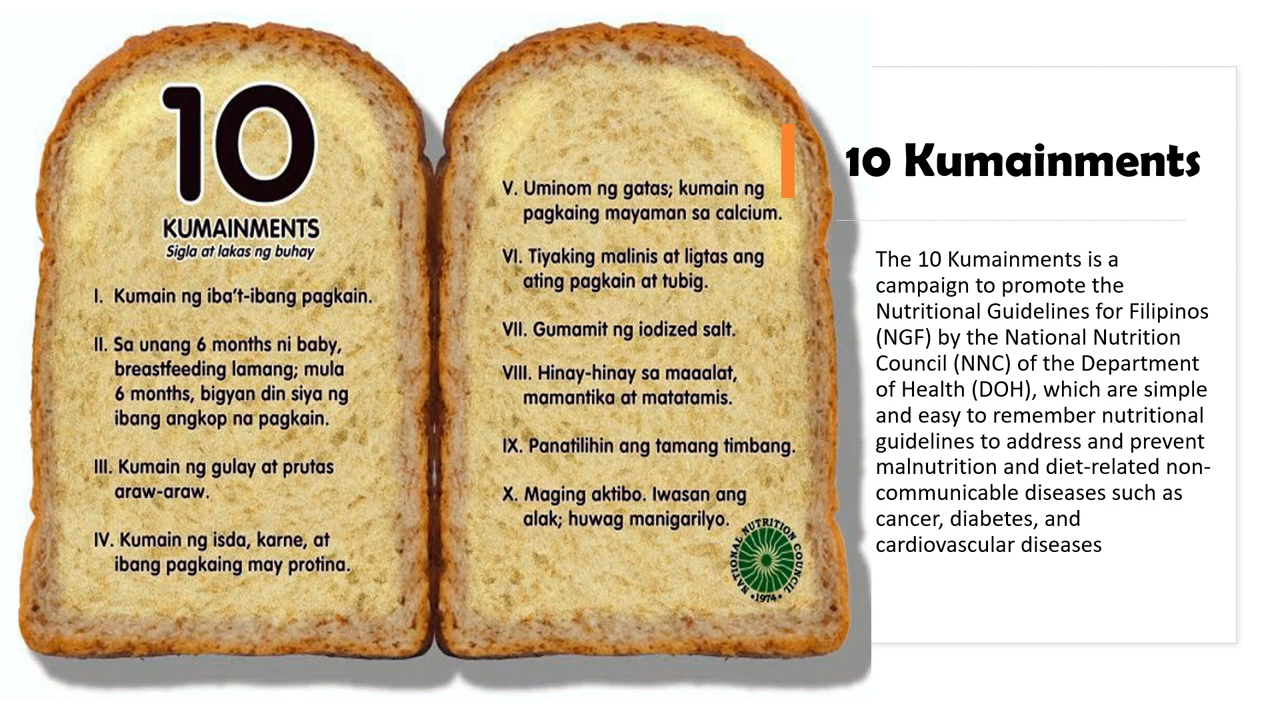 10
KUMAINMENTS
Sigla at lakas ng buhay
I. Kumain ng iba't-ibang pagkain.
II. Sa unang 6 months ni baby,
breastfeeding lamang; mula
6 months, bigyan din siya ng
ibang angkop na pagkain.
III. Kumain ng gulay at prutas
araw-araw.
IV. Kumain ng isda, karne, at
ibang pagkaing may protina.
V. Uminom ng gatas; kumain ng
pagkaing mayaman sa calcium.
VI. Tiyaking malinis at ligtas ang
ating pagkain at tubig.
VII. Gumamit ng iodized salt.
VIII. Hinay-hinay sa maaalat,
mamantika at matatamis.
IX. Panatilihin ang tamang timbang.
X. Maging aktibo. Iwasan ang
alak; huwag manigarilyo.
NATIONAL NUTRITION COUNCIL
•1974•
10 Kumainments
The 10 Kumainments is a
campaign to promote the
Nutritional Guidelines for Filipinos
(NGF) by the National Nutrition
Council (NNC) of the Department
of Health (DOH), which are simple
and easy to remember nutritional
guidelines to address and prevent
malnutrition and diet-related non-
communicable diseases such as
cancer, diabetes, and
cardiovascular diseases